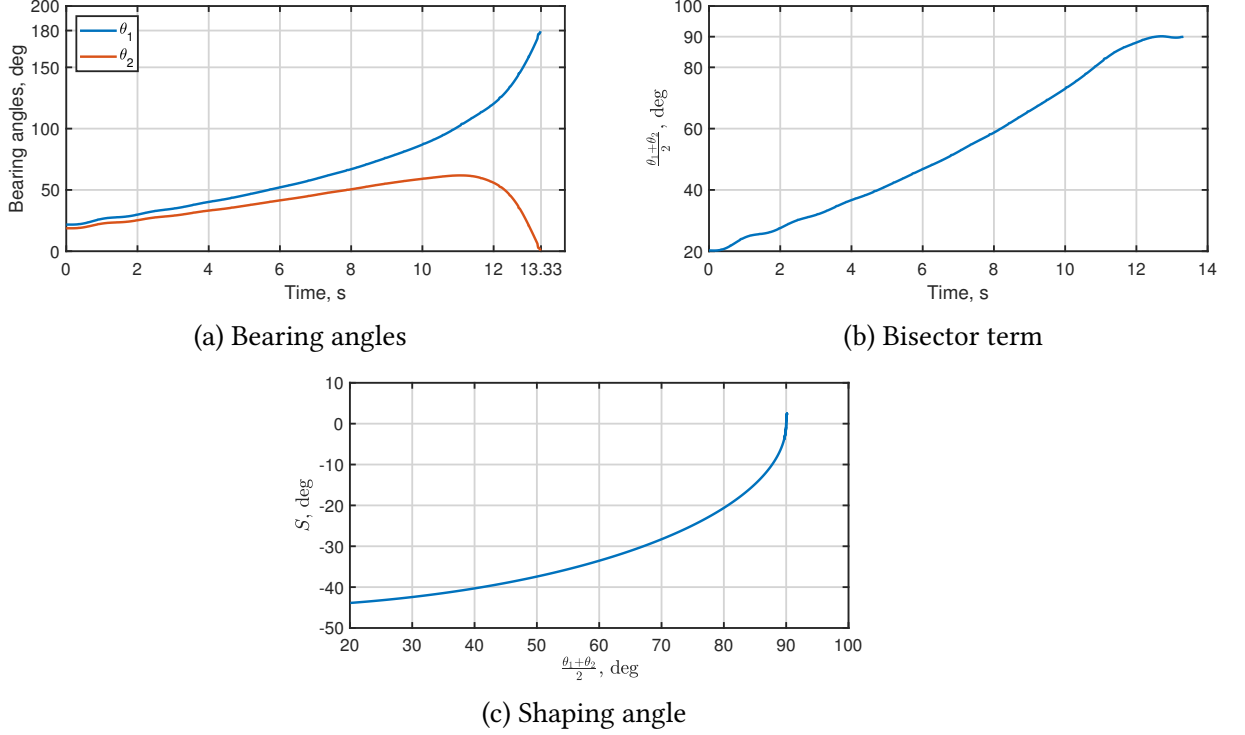 200
180
150
100
50
0
Bearing angles, deg
θ1
θ2
0 2 4 6 8 10 12 13.33
Time, s
(a) Bearing angles
100
90
80
60
40
20
(θ1+θ2)/2, deg
0 2 4 6 8 10 12 14
Time, s
(b) Bisector term
10
0
-10
-20
-30
-40
-50
S, deg
20 30 40 50 60 70 80 90 100
(θ1+θ2)/2, deg
(c) Shaping angle